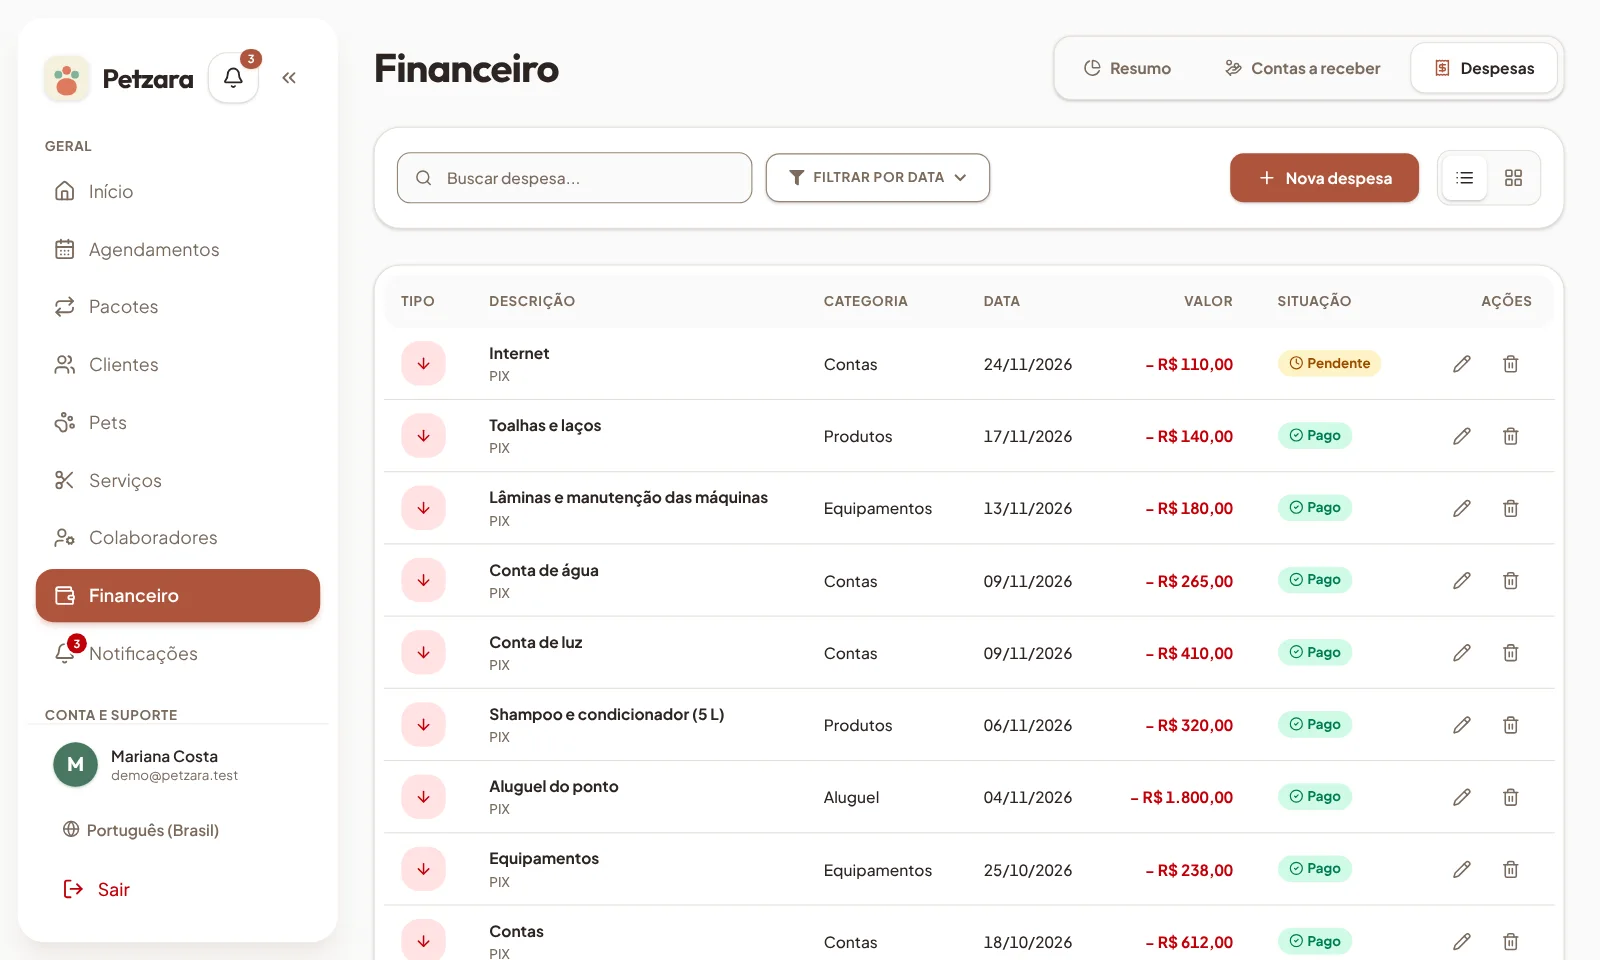 Petzara
3
GERAL
Início
Agendamentos
Pacotes
Clientes
Pets
Serviços
Colaboradores
Financeiro
3
Notificações
CONTA E SUPORTE
M
Mariana Costa
demo@petzara.test
Português (Brasil)
Sair
Financeiro
Resumo
Contas a receber
Despesas
Buscar despesa...
FILTRAR POR DATA
+ Nova despesa
TIPO DESCRIÇÃO CATEGORIA DATA VALOR SITUAÇÃO AÇÕES
Internet
PIX
Contas 24/11/2026 - R$ 110,00 Pendente
Toalhas e laços
PIX
Produtos 17/11/2026 - R$ 140,00 Pago
Lâminas e manutenção das máquinas
PIX
Equipamentos 13/11/2026 - R$ 180,00 Pago
Conta de água
PIX
Contas 09/11/2026 - R$ 265,00 Pago
Conta de luz
PIX
Contas 09/11/2026 - R$ 410,00 Pago
Shampoo e condicionador (5 L)
PIX
Produtos 06/11/2026 - R$ 320,00 Pago
Aluguel do ponto
PIX
Aluguel 04/11/2026 - R$ 1.800,00 Pago
Equipamentos
PIX
Equipamentos 25/10/2026 - R$ 238,00 Pago
Contas
PIX
Contas 18/10/2026 - R$ 612,00 Pago